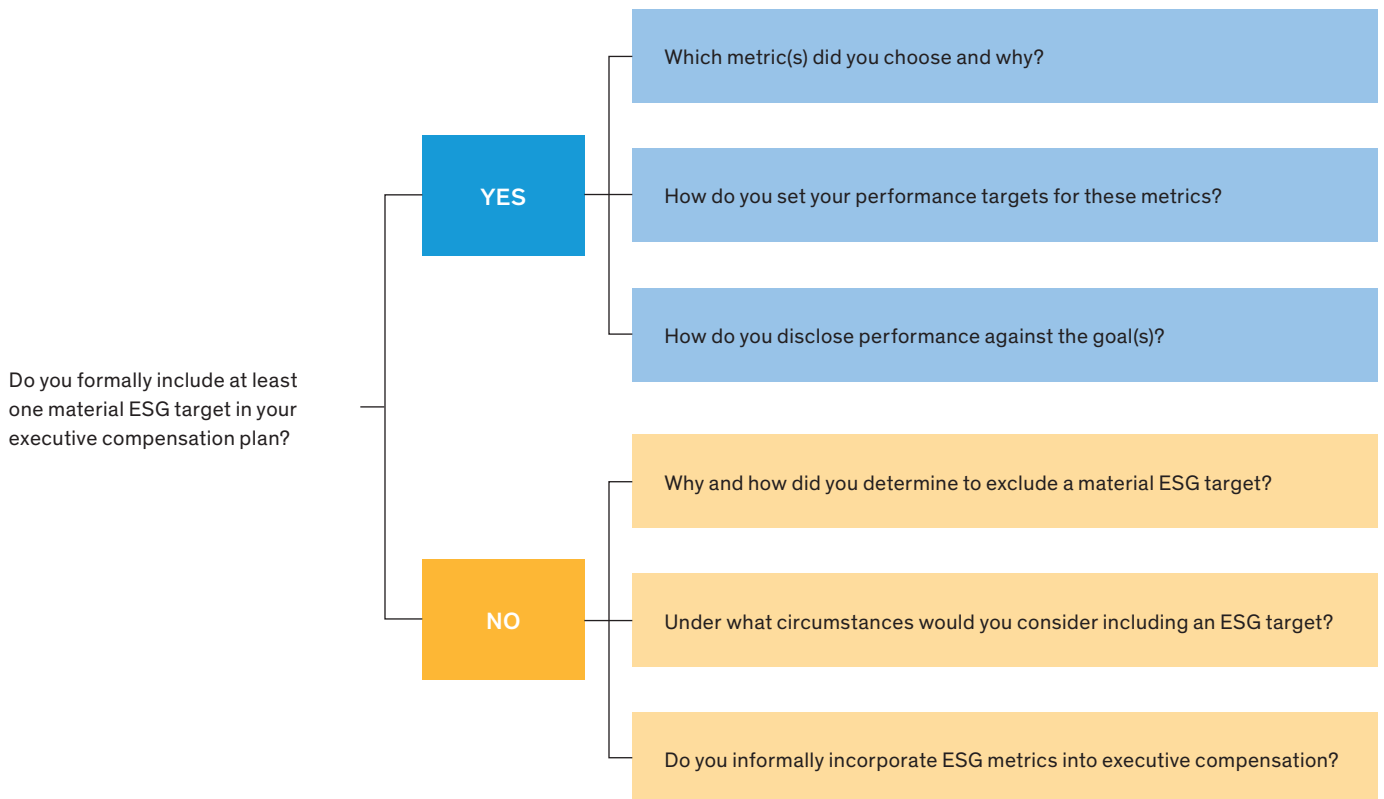 Do you formally include at least
one material ESG target in your
executive compensation plan?
YES
Which metric(s) did you choose and why?
How do you set your performance targets for these metrics?
How do you disclose performance against the goal(s)?
NO
Why and how did you determine to exclude a material ESG target?
Under what circumstances would you consider including an ESG target?
Do you informally incorporate ESG metrics into executive compensation?